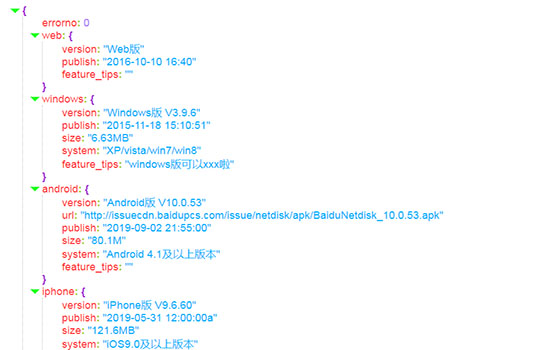 {
errorno: 0
web: {
version: "Web版"
publish: "2016-10-10 16:40"
feature_tips: ""
}
windows: {
version: "Windows版 V3.9.6"
publish: "2015-11-18 15:10:51"
size: "6.63MB"
system: "XP/vista/win7/win8"
feature_tips: "windows版可以xxx啦"
}
android: {
version: "Android版 V10.0.53"
url: "http://issuecdn.baidupcs.com/issue/netdisk/apk/BaiduNetdisk_10.0.53.apk"
publish: "2019-09-02 21:55:00"
size: "80.1M"
system: "Android 4.1及以上版本"
feature_tips: ""
}
iphone: {
version: "iPhone版 V9.6.60"
publish: "2019-05-31 12:00:00a"
size: "121.6MB"
system: "iOS9.0及以上版本"